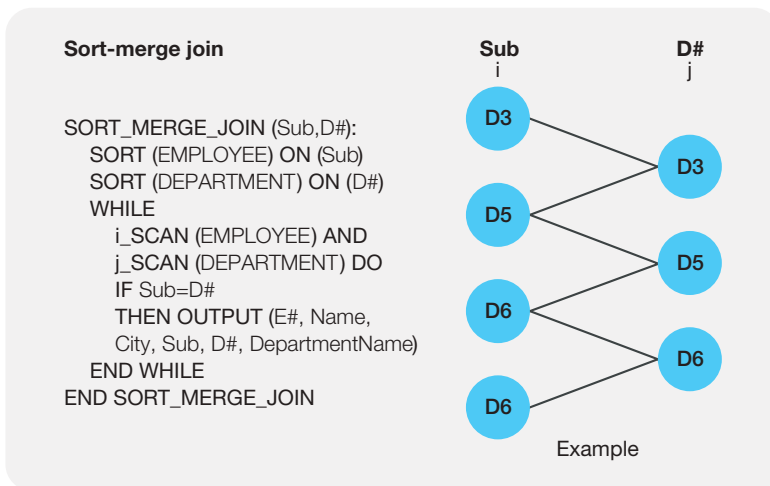 Sort-merge join
SORT_MERGE_JOIN (Sub,D#):
SORT (EMPLOYEE) ON (Sub)
SORT (DEPARTMENT) ON (D#)
WHILE
i_SCAN (EMPLOYEE) AND
j_SCAN (DEPARTMENT) DO
IF Sub=D#
THEN OUTPUT (E#, Name,
City, Sub, D#, DepartmentName)
END WHILE
END SORT_MERGE_JOIN
Sub
i
D#
j
D3
D3
D5
D5
D6
D6
D6
Example